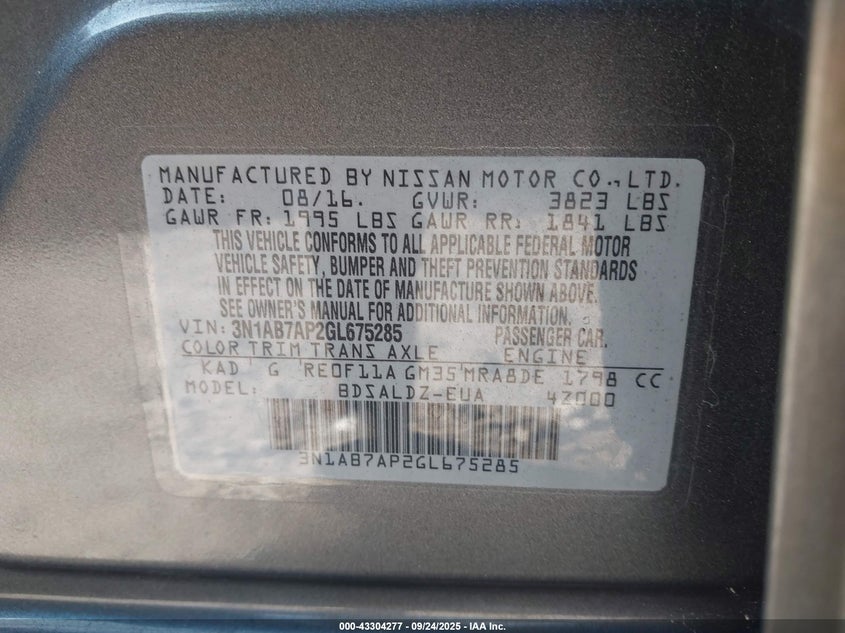 MANUFACTURED BY NISSAN MOTOR CO.,LTD.
DATE: 08/16. GVWR: 3823 LBS
GAWR FR: 1995 LBS GAWR RR: 1841 LBS
THIS VEHICLE CONFORMS TO ALL APPLICABLE FEDERAL MOTOR
VEHICLE SAFETY, BUMPER AND THEFT PREVENTION STANDARDS
IN EFFECT ON THE DATE OF MANUFACTURE SHOWN ABOVE.
SEE OWNER'S MANUAL FOR ADDITIONAL INFORMATION.
VIN: 3N1AB7AP2GL675285 PASSENGER CAR.
COLOR TRIM TRANS AXLE ENGINE
KAD G RE0F11A GM35 MRA8DE 1798 CC
MODEL: BDSALDZ-EUA 4Z000
3N1AB7AP2GL675285
000-43304277 - 09/24/2025 - IAA Inc.